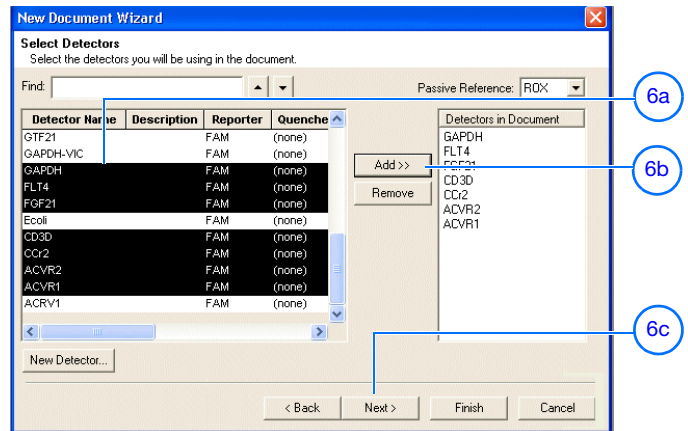 New Document Wizard
Select Detectors
Select the detectors you will be using in the document.
Find:
Passive Reference: ROX
6a
Detector Name Description Reporter Quenche
GTF21 FAM (none)
GAPDH-VIC FAM (none)
GAPDH FAM (none)
FLT4 FAM (none)
FGF21 FAM (none)
Ecoli FAM (none)
CD3D FAM (none)
CCr2 FAM (none)
ACVR2 FAM (none)
ACVR1 FAM (none)
ACRV1 FAM (none)
Add >>
Remove
6b
Detectors in Document
GAPDH
FLT4
FGF21
CD3D
CCr2
ACVR2
ACVR1
6c
New Detector...
< Back Next > Finish Cancel